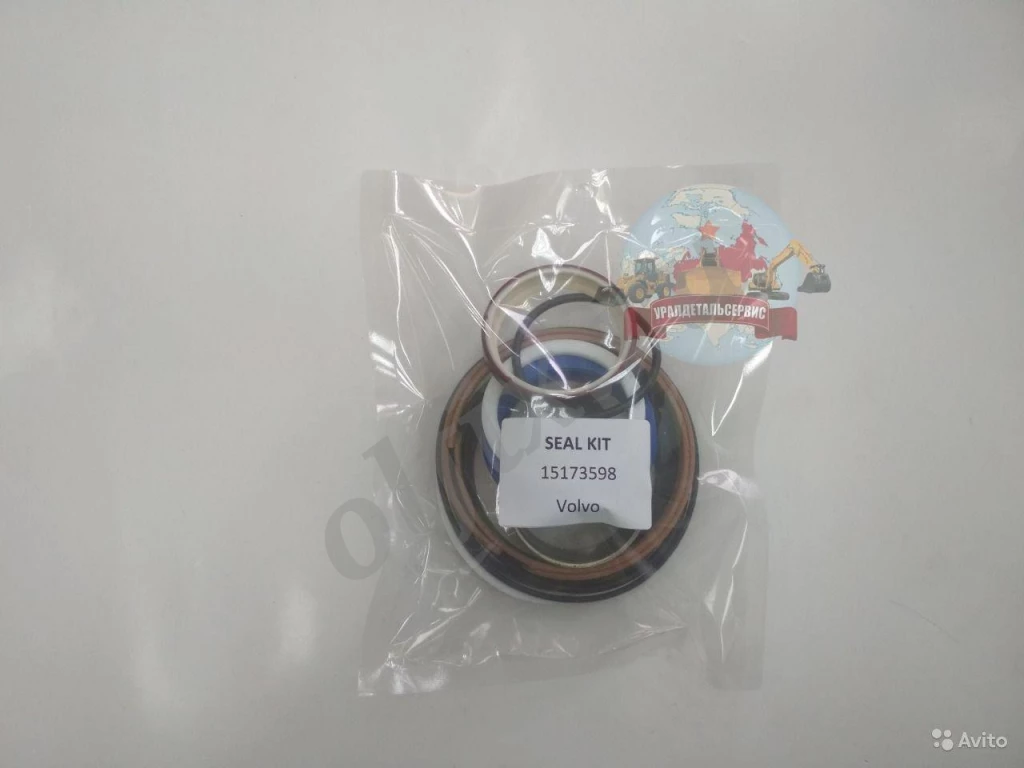 УРАЛДЕТАЛЬСЕРВИС
SEAL KIT
15173598
Volvo
Avito